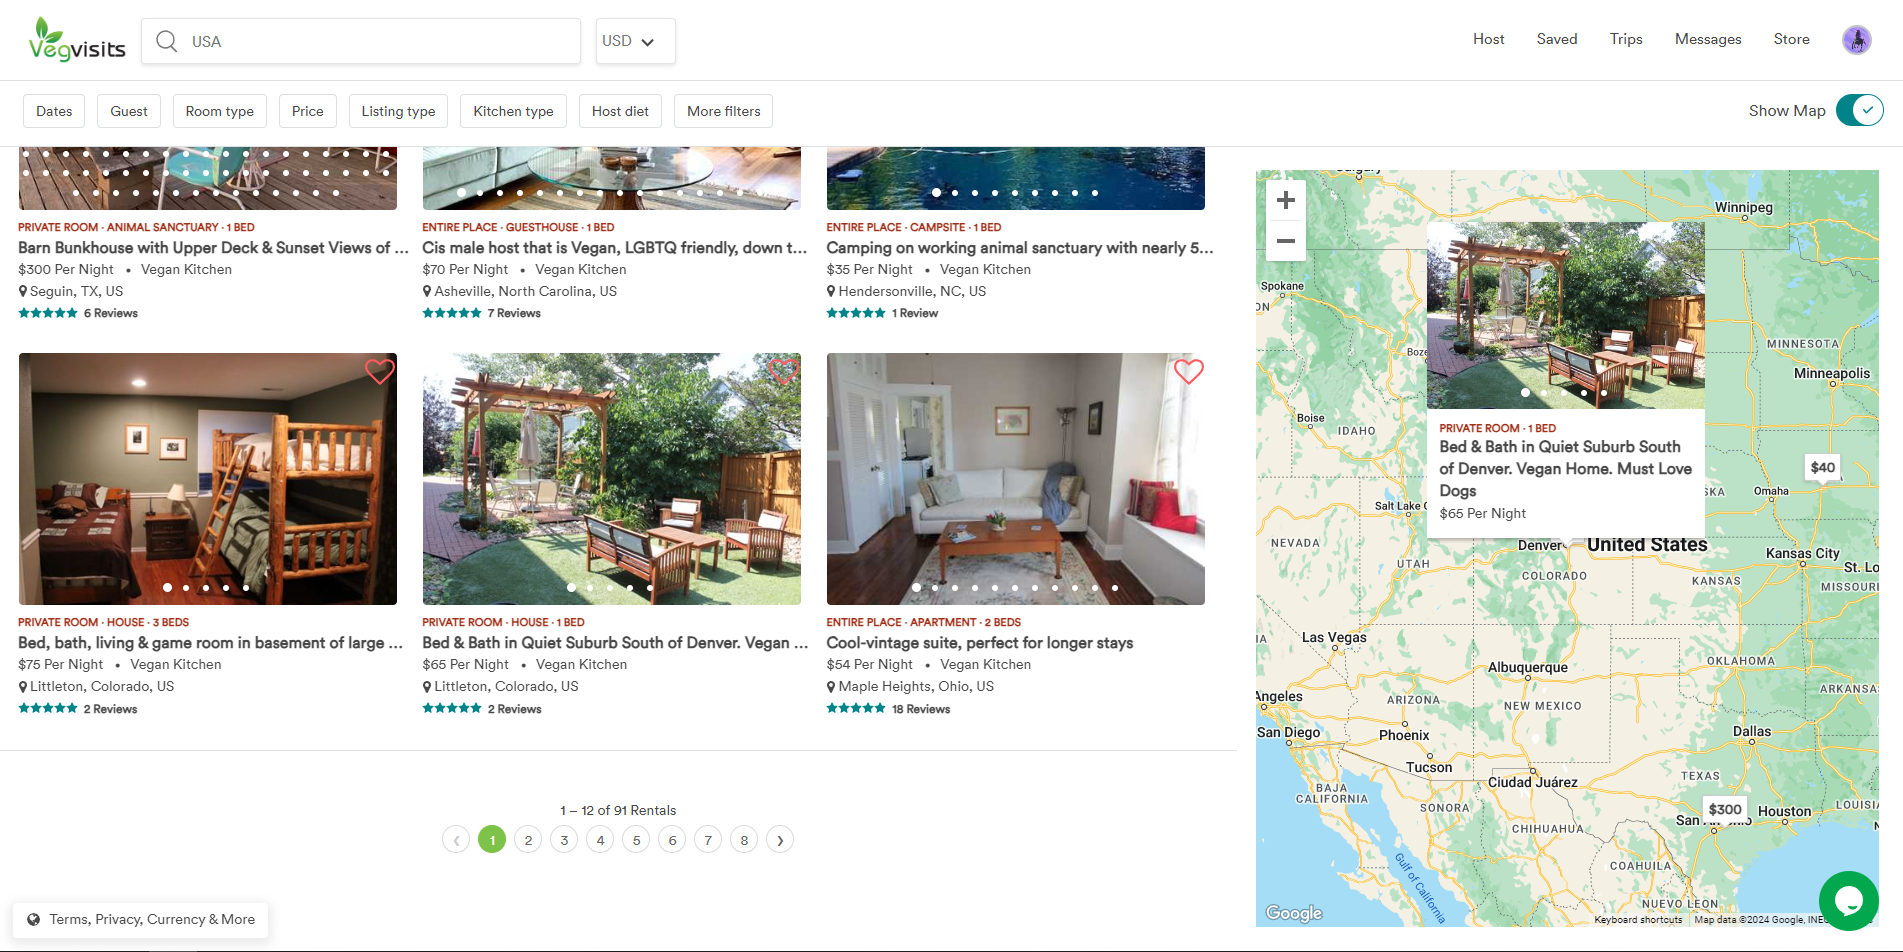 Vegvisits
USA
USD
Host
Saved
Trips
Messages
Store
Dates
Guest
Room type
Price
Listing type
Kitchen type
Host diet
More filters
Show Map
PRIVATE ROOM · ANIMAL SANCTUARY · 1 BED
Barn Bunkhouse with Upper Deck & Sunset Views of ...
$300 Per Night • Vegan Kitchen
Seguin, TX, US
6 Reviews
ENTIRE PLACE · GUESTHOUSE · 1 BED
Cis male host that is Vegan, LGBTQ friendly, down t...
$70 Per Night • Vegan Kitchen
Asheville, North Carolina, US
7 Reviews
ENTIRE PLACE · CAMPSITE · 1 BED
Camping on working animal sanctuary with nearly 5...
$35 Per Night • Vegan Kitchen
Hendersonville, NC, US
1 Review
PRIVATE ROOM · HOUSE · 3 BEDS
Bed, bath, living & game room in basement of large ...
$75 Per Night • Vegan Kitchen
Littleton, Colorado, US
2 Reviews
PRIVATE ROOM · HOUSE · 1 BED
Bed & Bath in Quiet Suburb South of Denver. Vegan ...
$65 Per Night • Vegan Kitchen
Littleton, Colorado, US
2 Reviews
ENTIRE PLACE · APARTMENT · 2 BEDS
Cool-vintage suite, perfect for longer stays
$54 Per Night • Vegan Kitchen
Maple Heights, Ohio, US
18 Reviews
1 – 12 of 91 Rentals
‹ 1 2 3 4 5 6 7 8 ›
Terms, Privacy, Currency & More
Winnipeg
Spokane
MINNESOTA
Minneapolis
Boise
IDAHO
PRIVATE ROOM · 1 BED
Bed & Bath in Quiet Suburb South
of Denver. Vegan Home. Must Love
Dogs
$65 Per Night
$40
Omaha
Salt Lake
NEVADA
Denver
United States
Kansas City
St. Lo
UTAH
COLORADO
KANSAS
MISSOURI
Las Vegas
Albuquerque
OKLAHOMA
Angeles
ARIZONA
NEW MEXICO
ARKANSA
San Diego
Phoenix
Dallas
Tucson
Ciudad Juárez
TEXAS
BAJA
CALIFORNIA
SONORA
$300
Houston
LOUISI
San
CHIHUAHUA
COAHUILA
Gulf of California
NUEVO LEON
Google
Keyboard shortcuts
Map data ©2024 Google, INE